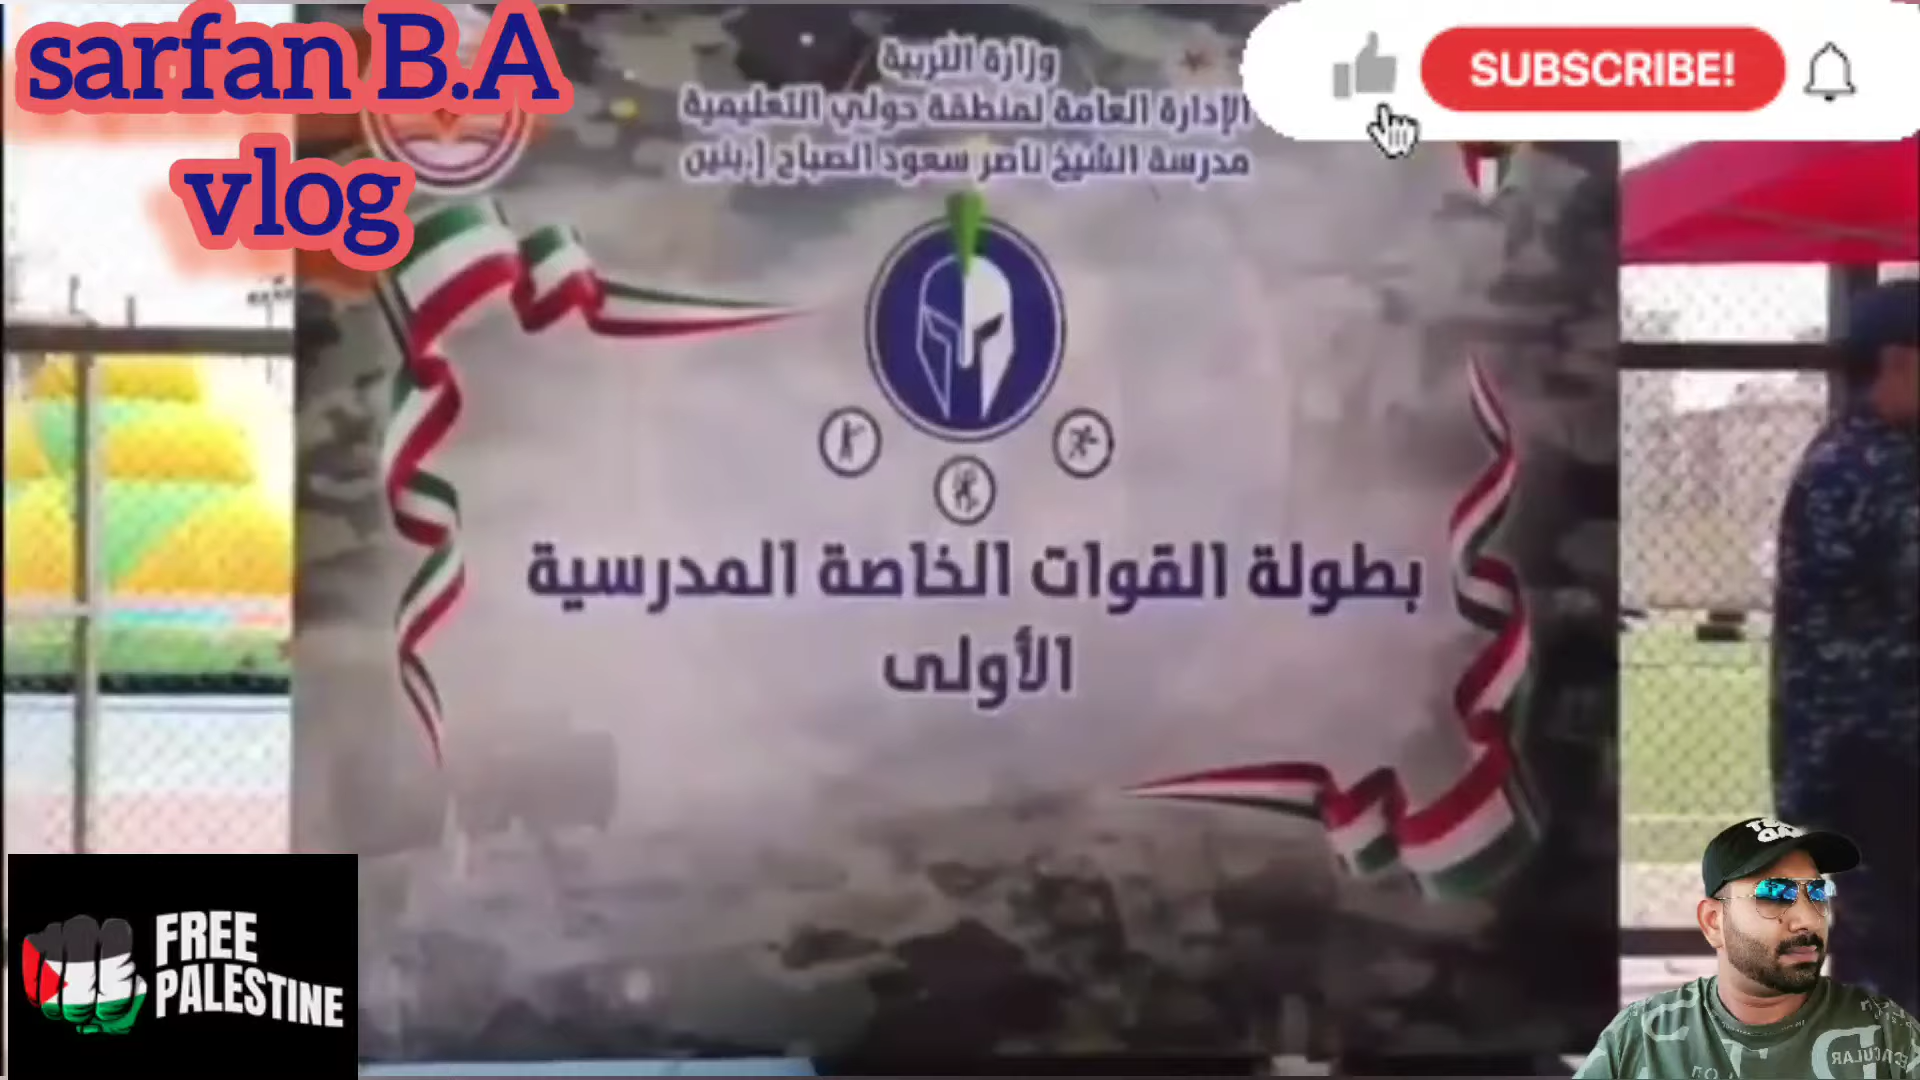 sarfan B.A
vlog
وزارة التربية
الإدارة العامة لمنطقة حولي التعليمية
مدرسة الشيخ ناصر سعود الصباح (.بنين
SUBSCRIBE!
بطولة القوات الخاصة المدرسية
الأولى
FREE
PALESTINE